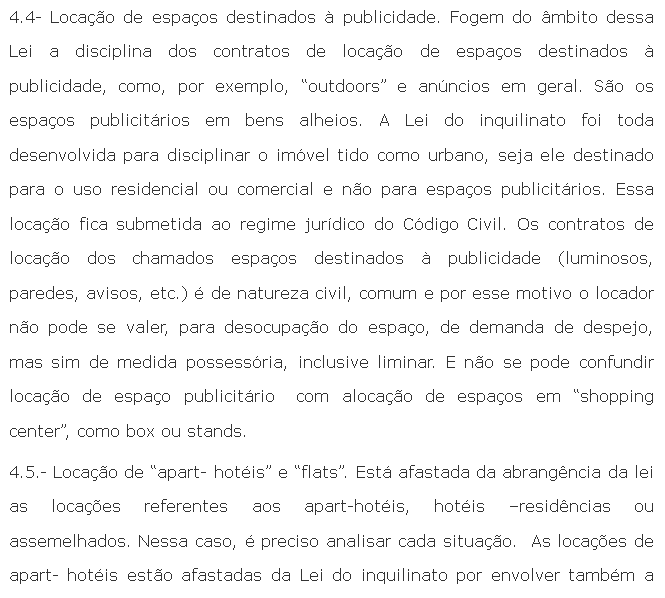 4.4- Locação de espaços destinados à publicidade. Fogem do âmbito dessa
Lei a disciplina dos contratos de locação de espaços destinados à
publicidade, como, por exemplo, “outdoors” e anúncios em geral. São os
espaços publicitários em bens alheios. A Lei do inquilinato foi toda
desenvolvida para disciplinar o imóvel tido como urbano, seja ele destinado
para o uso residencial ou comercial e não para espaços publicitários. Essa
locação fica submetida ao regime jurídico do Código Civil. Os contratos de
locação dos chamados espaços destinados à publicidade (luminosos,
paredes, avisos, etc.) é de natureza civil, comum e por esse motivo o locador
não pode se valer, para desocupação do espaço, de demanda de despejo,
mas sim de medida possessória, inclusive liminar. E não se pode confundir
locação de espaço publicitário com alocação de espaços em “shopping
center”, como box ou stands.
4.5.- Locação de “apart- hotéis” e “flats”. Está afastada da abrangência da lei
as locações referentes aos apart-hotéis, hotéis –residências ou
assemelhados. Nessa caso, é preciso analisar cada situação. As locações de
apart- hotéis estão afastadas da Lei do inquilinato por envolver também a